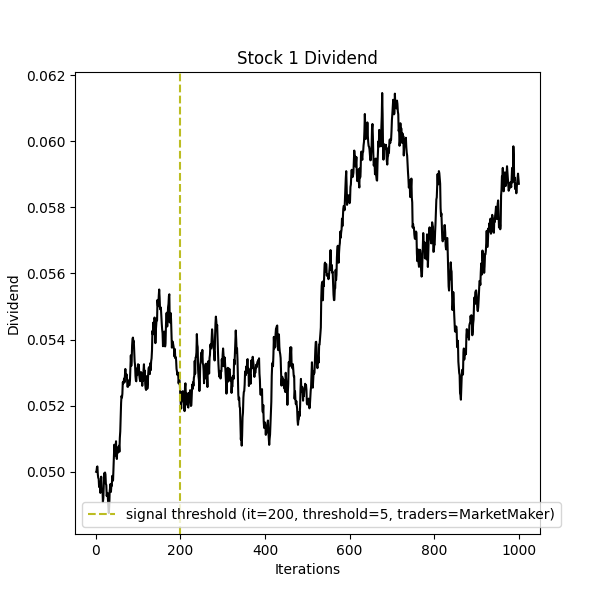 Stock 1 Dividend
0.062
0.060
0.058
0.056
0.054
0.052
0.050
Dividend
signal threshold (it=200, threshold=5, traders=MarketMaker)
0 200 400 600 800 1000
Iterations